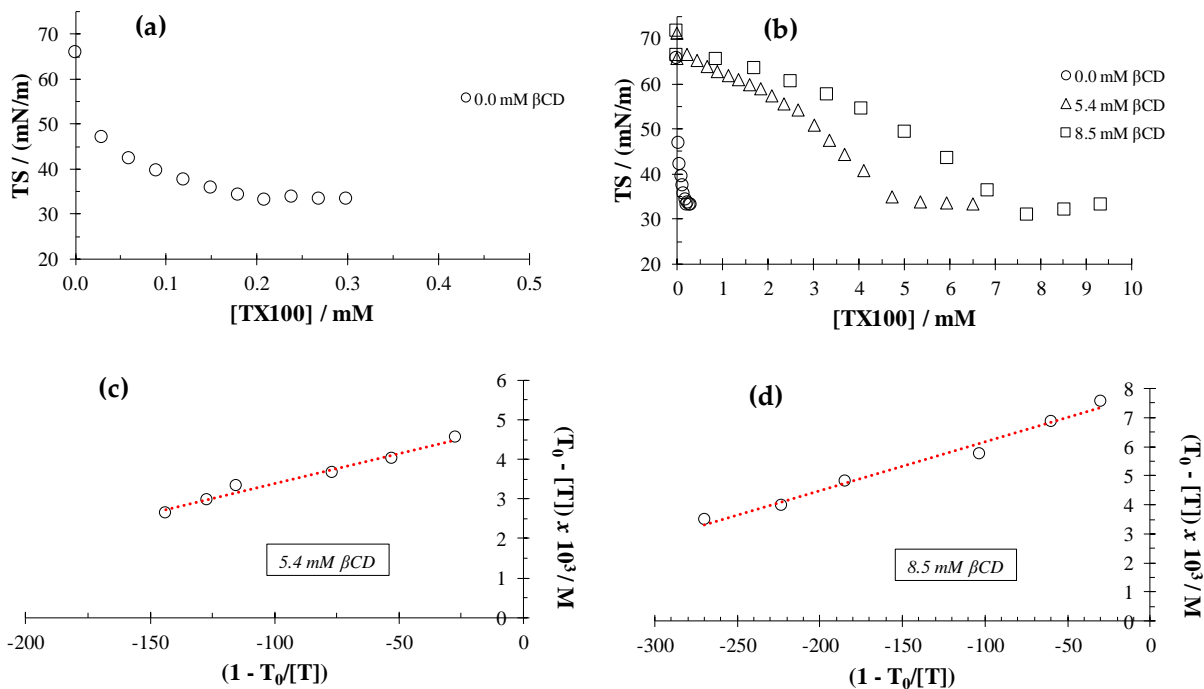 (a)
TS / (mN/m)
70
60
50
40
30
20
0.0 0.1 0.2 0.3 0.4 0.5
[TX100] / mM
0.0 mM βCD
(b)
TS / (mN/m)
70
60
50
40
30
20
0 1 2 3 4 5 6 7 8 9 10
[TX100] / mM
0.0 mM βCD
5.4 mM βCD
8.5 mM βCD
(c)
6
5
4
3
2
1
0
(T0 - [T]) x 10³ / M
5.4 mM βCD
-150 -100 -50 0
(1 - T0/[T])
(d)
8
7
6
5
4
3
2
1
0
(T0 - [T]) x 10³ / M
8.5 mM βCD
-300 -250 -200 -150 -100 -50 0
(1 - T0/[T])